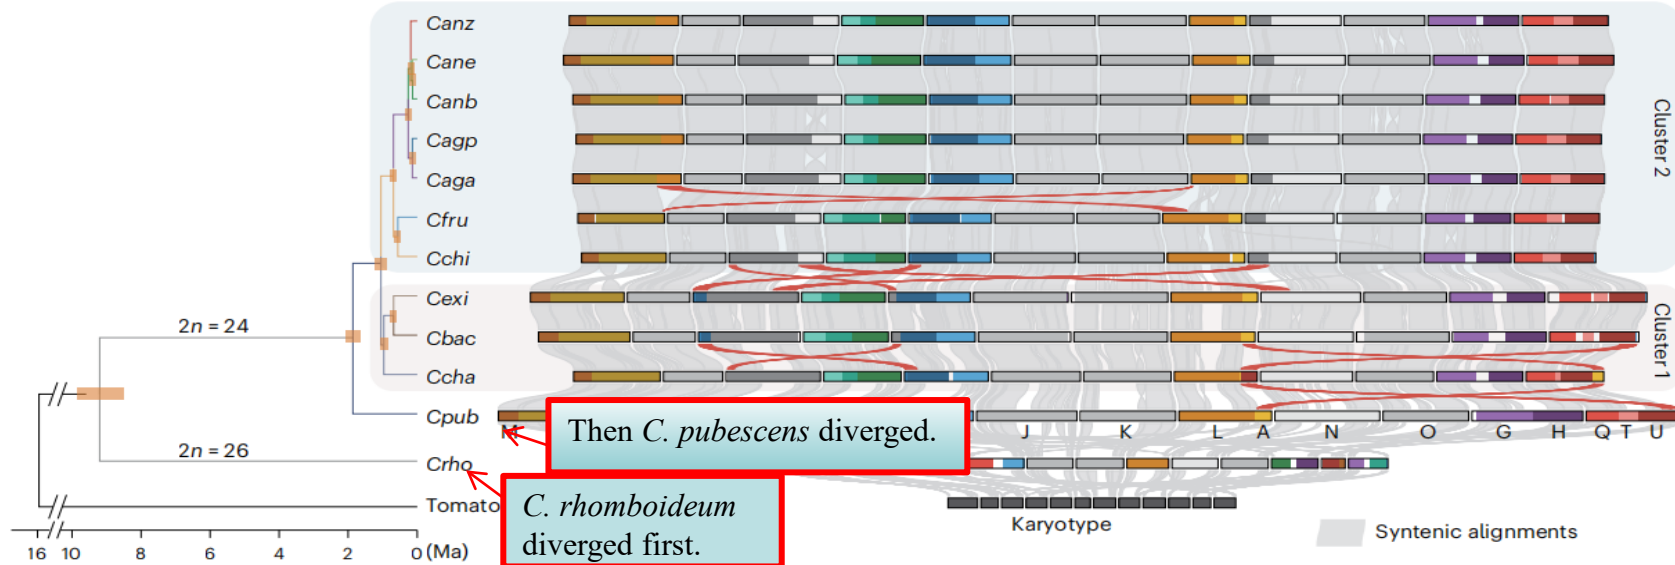 Canz
Cane
Canb
Cagp
Caga
Cfru
Cchi
Cluster 2
Cexi
Cbac
Ccha
Cluster 1
2n = 24
Cpub
M
Then C. pubescens diverged.
J K L A N O G H Q T U
2n = 26
Crho
C. rhomboideum
diverged first.
Tomato
Karyotype
Syntenic alignments
16 10 8 6 4 2 0 (Ma)